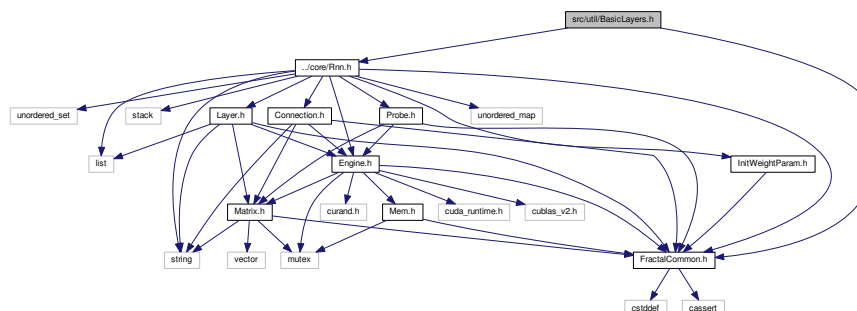 src/util/BasicLayers.h
../core/Rnn.h
unordered_set
stack
Layer.h
Connection.h
Probe.h
unordered_map
list
Engine.h
InitWeightParam.h
Matrix.h
curand.h
Mem.h
cuda_runtime.h
cublas_v2.h
string
vector
mutex
FractalCommon.h
cstddef
cassert